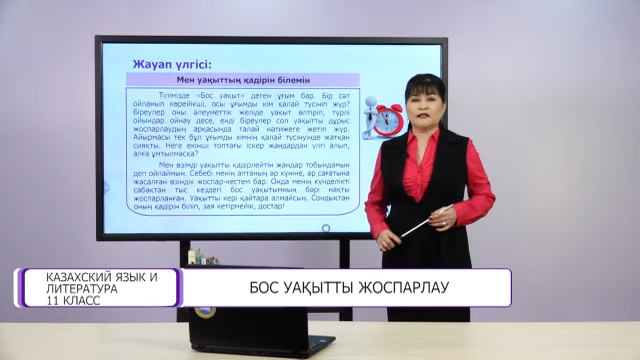 Жауап үлгісі:
Мен уақыттың қадірін білемін
Тілімізде «Бос уақыт» деген ұғым бар. Бір сәт
ойланып көрейікші, осы ұғымды кім қалай түсініп жүр?
Біреулер оны әлеуметтік желіде уақыт өлтіріп, түрлі
ойындар ойнау десе, енді біреулер сол уақытты дұрыс
жоспарлаудың арқасында талай нәтижеге жетіп жүр.
Айырмасы тек бұл ұғымды кімнің қалай түсінуінде жатқан
сияқты. Неге екінші топтағы іскер жандардан үлгі алып,
алға ұмтылмасқа?
Мен өзімді уақытты қадірлейтін жандар тобындамын
деп ойлаймын. Себебі менің аптаның әр күніне, әр сағатына
жасалған өзіндік жоспар-кестем бар. Онда менің күнделікті
сабақтан тыс кездегі бос уақытымның бәрі нақты
жоспарланған. Уақытты кері қайтара алмайсың. Сондықтан
оның қадірін біліп, зая кетірмейік, достар!
КАЗАХСКИЙ ЯЗЫК И
ЛИТЕРАТУРА
11 КЛАСС
БОС УАҚЫТТЫ ЖОСПАРЛАУ